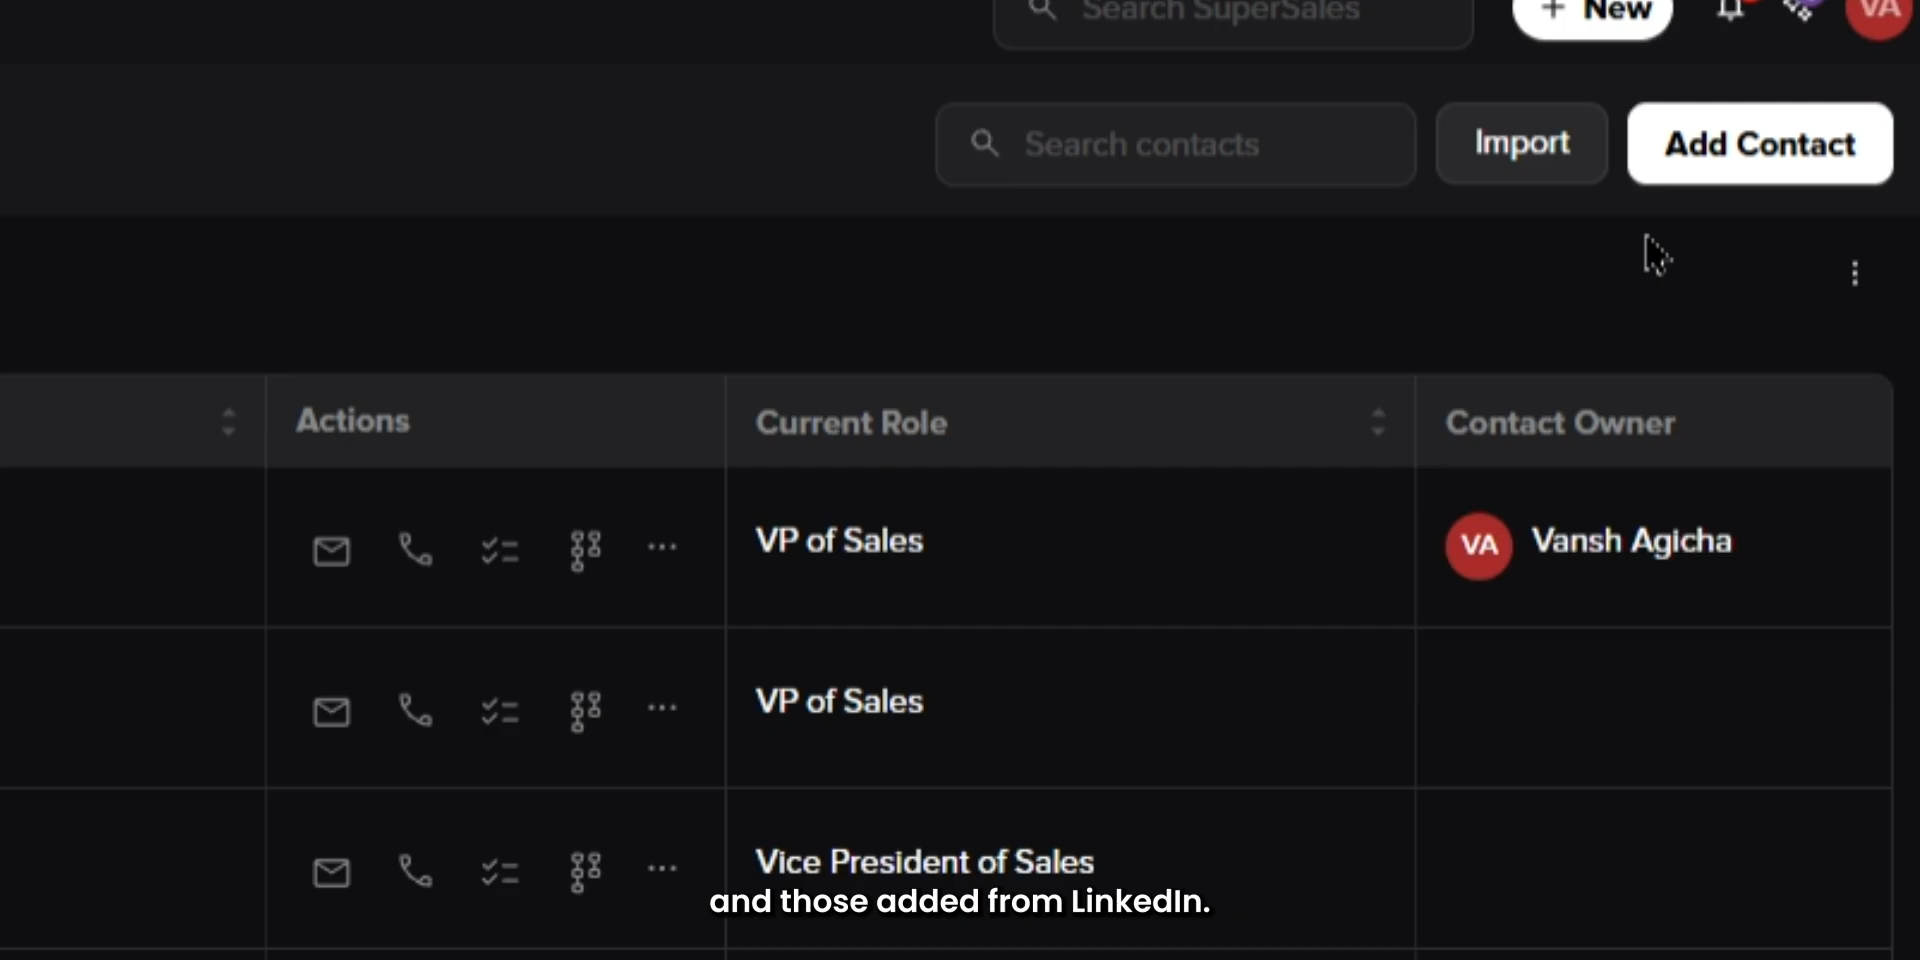 Search SuperSales
+ New
VA
Search contacts
Import
Add Contact
Actions
Current Role
Contact Owner
VP of Sales
VA
Vansh Agicha
VP of Sales
Vice President of Sales
and those added from LinkedIn.